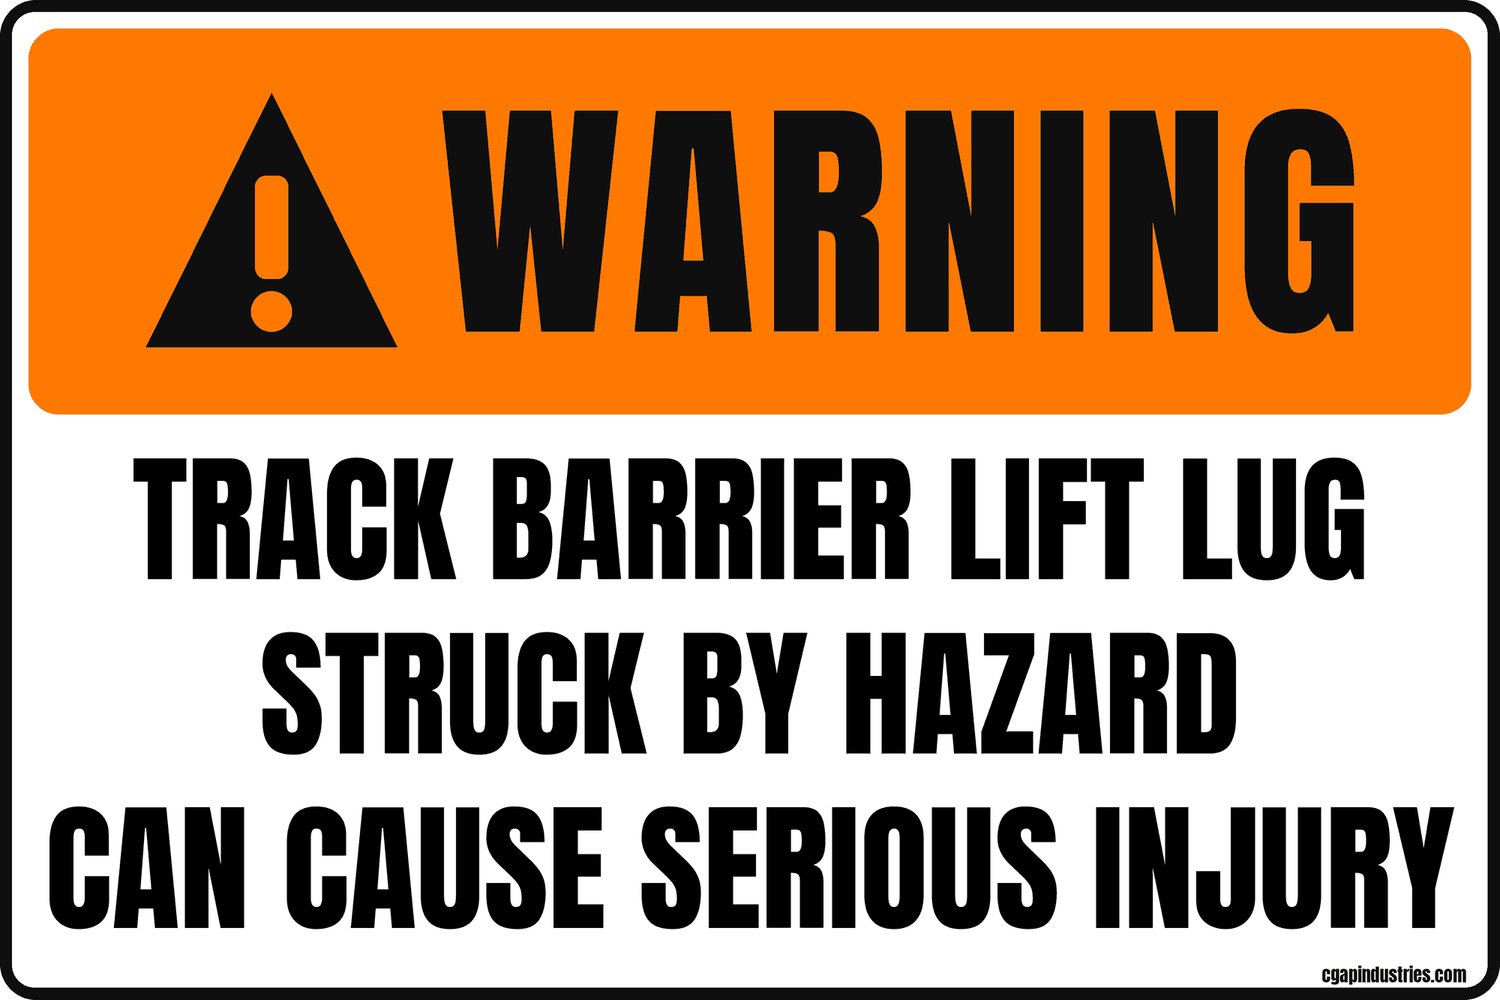 WARNING
TRACK BARRIER LIFT LUG
STRUCK BY HAZARD
CAN CAUSE SERIOUS INJURY
cgapindustries.com